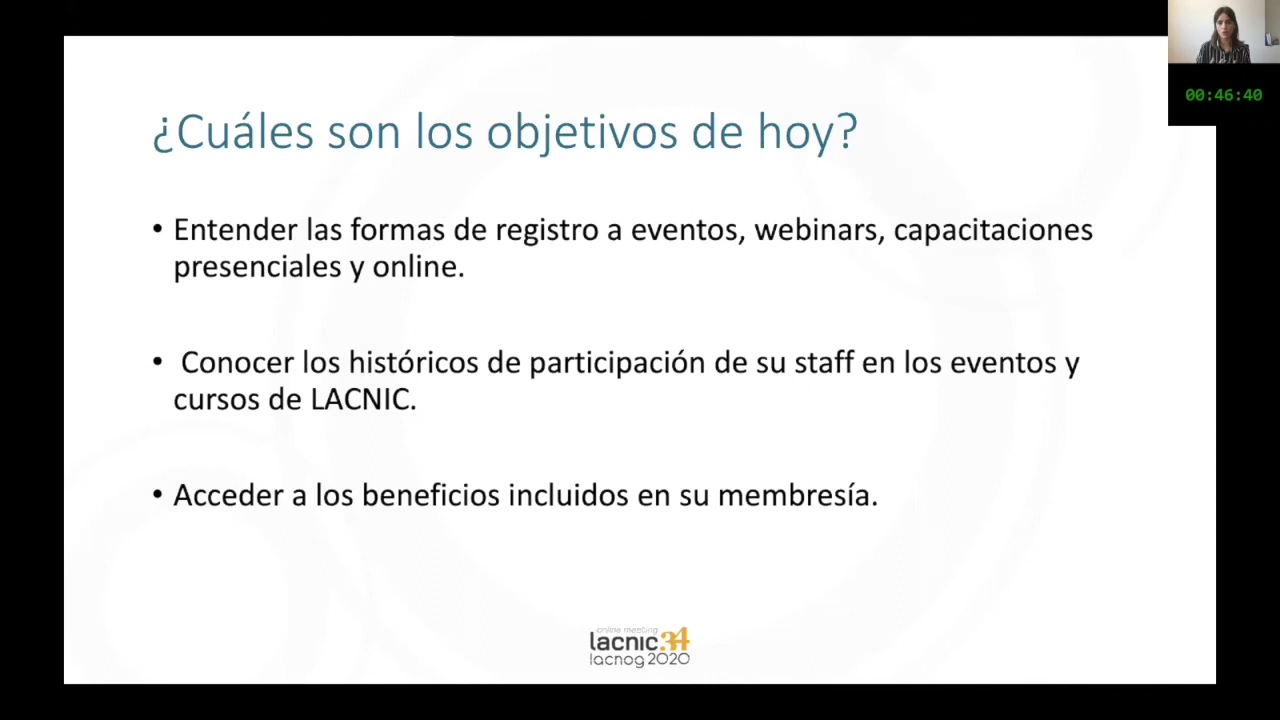 00:46:40
¿Cuáles son los objetivos de hoy?
• Entender las formas de registro a eventos, webinars, capacitaciones
presenciales y online.
• Conocer los históricos de participación de su staff en los eventos y
cursos de LACNIC.
• Acceder a los beneficios incluidos en su membresía.
online meeting
lacnic34
lacnog2020